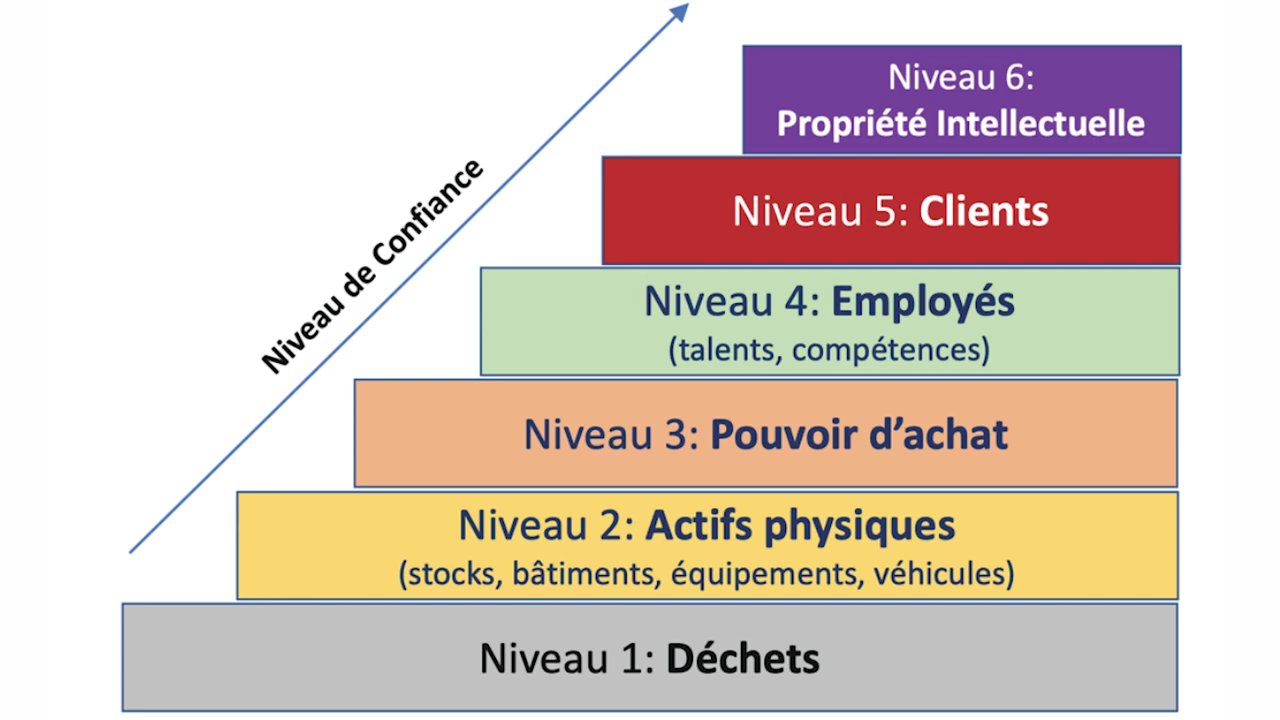 Niveau de Confiance
Niveau 6:
Propriété Intellectuelle
Niveau 5: Clients
Niveau 4: Employés
(talents, compétences)
Niveau 3: Pouvoir d’achat
Niveau 2: Actifs physiques
(stocks, bâtiments, équipements, véhicules)
Niveau 1: Déchets